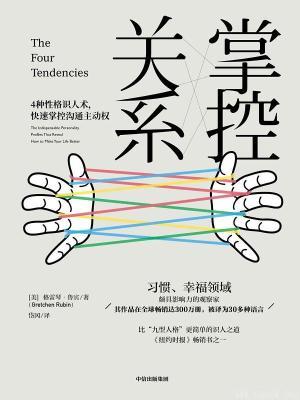 掌控
关系
The
Four
Tendencies
4种性格识人术,
快速掌控沟通主动权
The Indispensable Personality
Profiles That Reveal
How to Make Your Life Better
[美] 格雷琴·鲁宾/著
(Gretchen Rubin)
习惯、幸福领域
颇具影响力的观察家
其作品在全球畅销达300万册,被译为30多种语言
比“九型人格”更简单的识人之道
《纽约时报》畅销书之一
中信出版集团